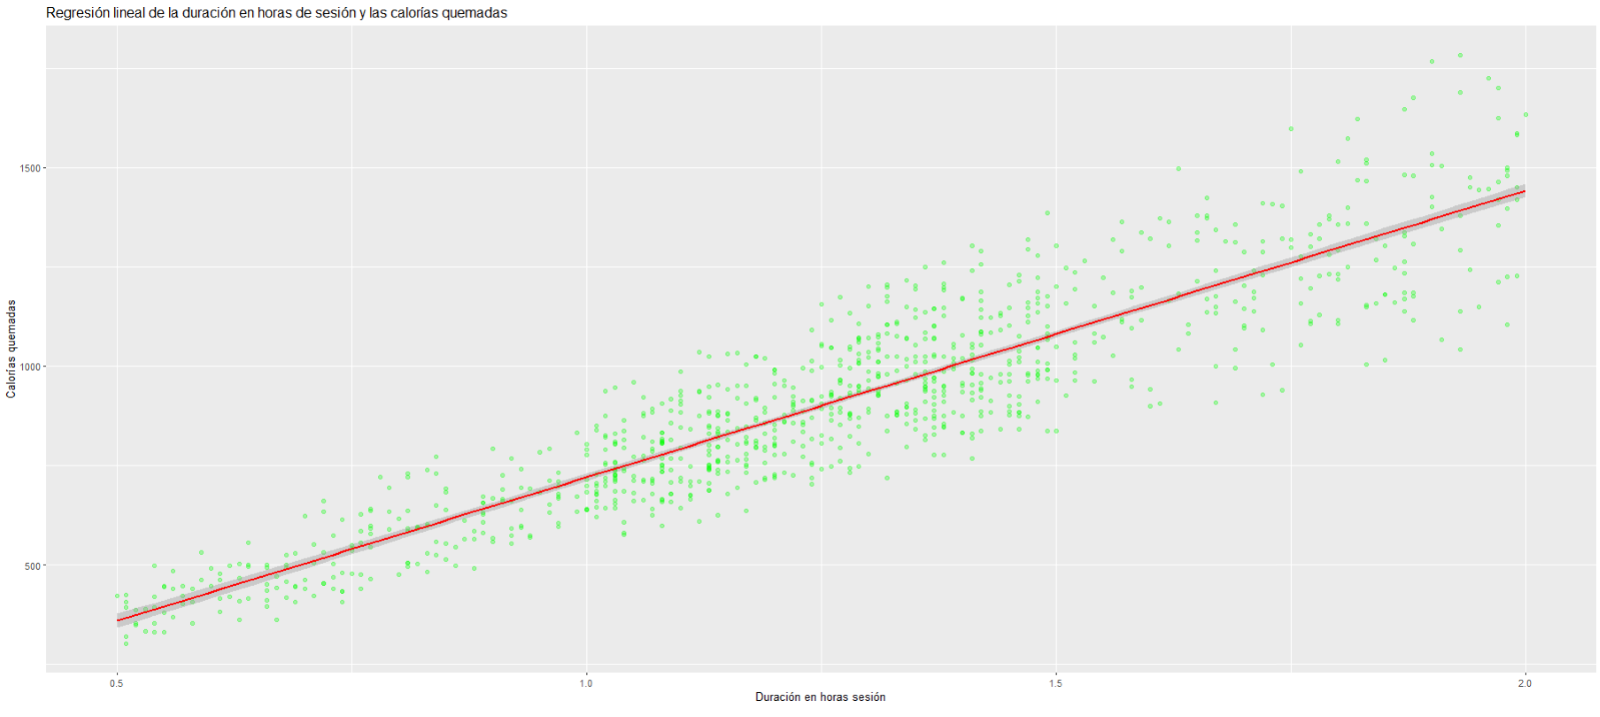 Regresión lineal de la duración en horas de sesión y las calorías quemadas
Calorías quemadas
1500
1000
500
0.5
1.0
1.5
2.0
Duración en horas sesión